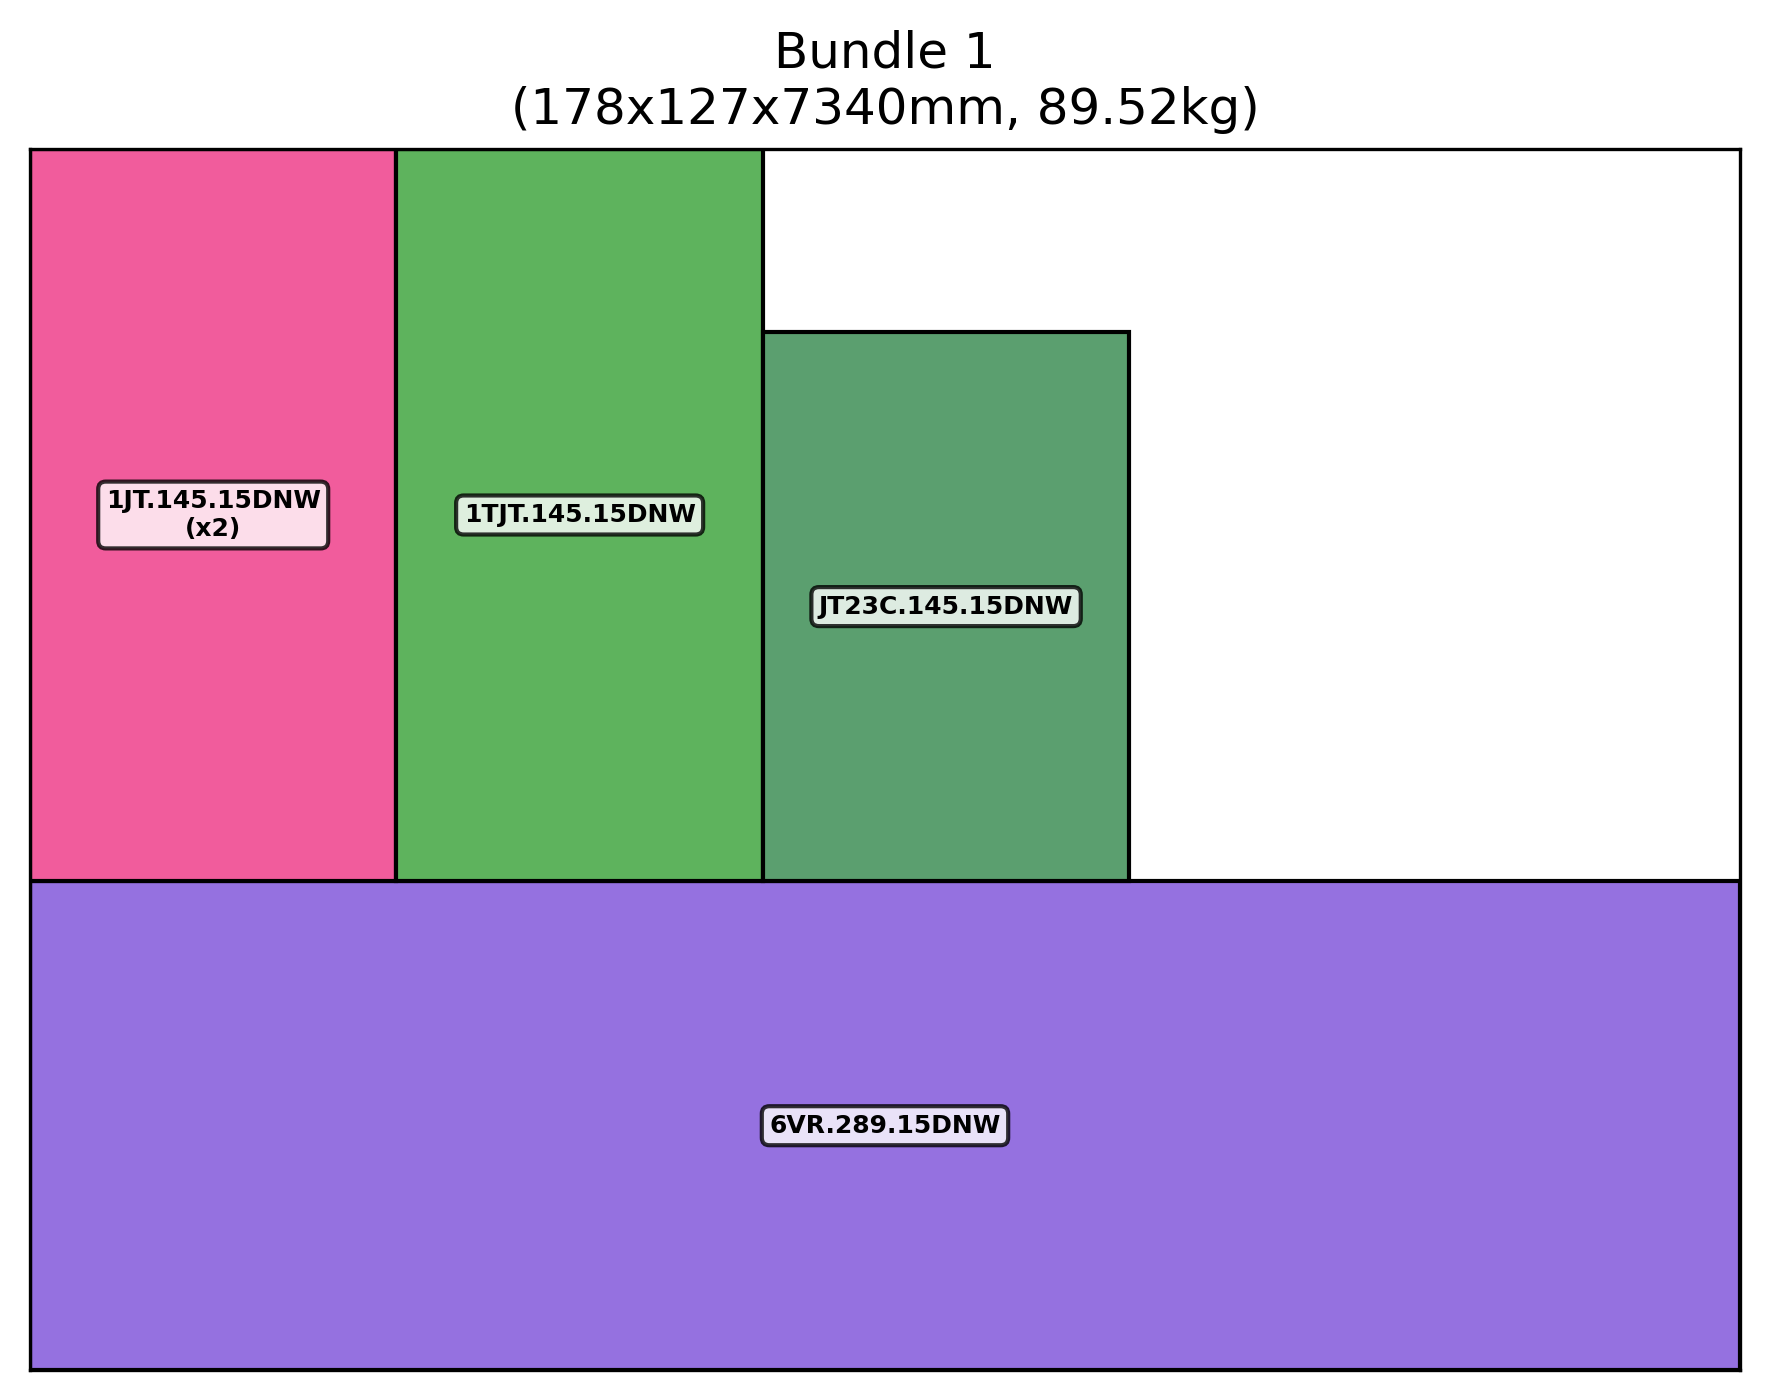 Bundle 1
(178x127x7340mm, 89.52kg)
1JT.145.15DNW
(x2)
1TJT.145.15DNW
JT23C.145.15DNW
6VR.289.15DNW